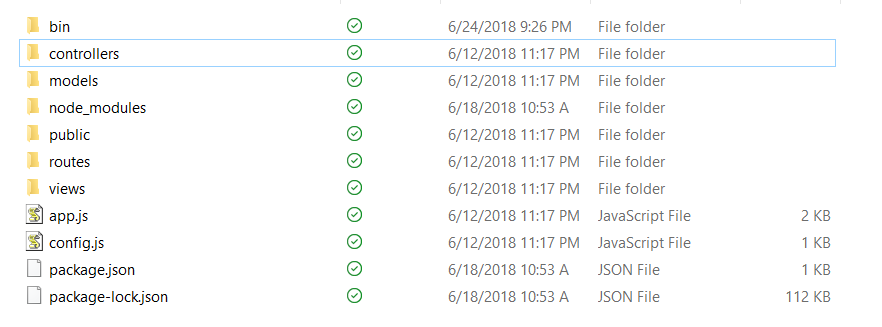 bin 6/24/2018 9:26 PM File folder
controllers 6/12/2018 11:17 PM File folder
models 6/12/2018 11:17 PM File folder
node_modules 6/18/2018 10:53 A File folder
public 6/12/2018 11:17 PM File folder
routes 6/12/2018 11:17 PM File folder
views 6/12/2018 11:17 PM File folder
app.js 6/12/2018 11:17 PM JavaScript File 2 KB
config.js 6/12/2018 11:17 PM JavaScript File 1 KB
package.json 6/18/2018 10:53 A JSON File 1 KB
package-lock.json 6/18/2018 10:53 A JSON File 112 KB